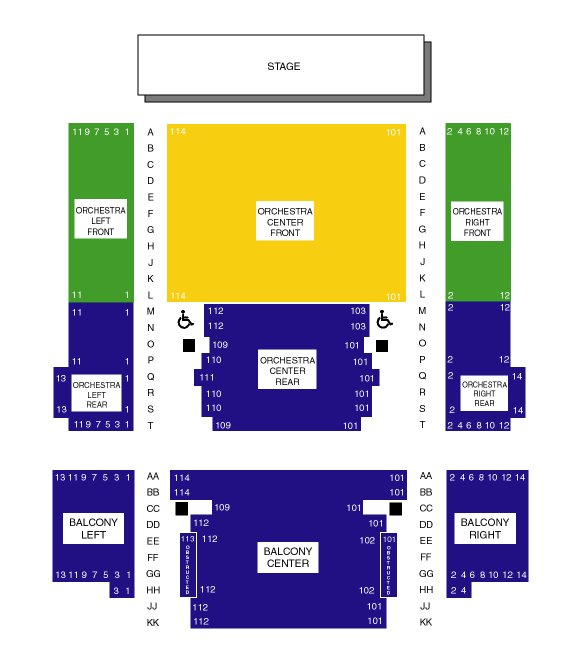 STAGE
11 9 7 5 3 1 A 114 101 A 2 4 6 8 10 12
B B
C C
D D
E E
ORCHESTRA LEFT FRONT F ORCHESTRA CENTER FRONT F ORCHESTRA RIGHT FRONT
G G
H H
J J
K K
11 1 L 114 101 L 2 12
11 1 M 112 103 M 2 12
N 112 103 N
O 109 101 O
11 1 P 110 101 P 2 12
13 1 Q 111 101 Q 2 14
ORCHESTRA LEFT REAR R 110 ORCHESTRA CENTER REAR 101 R ORCHESTRA RIGHT REAR
13 1 S 110 101 S 2 14
11 9 7 5 3 1 T 109 101 T 2 4 6 8 10 12
13 11 9 7 5 3 1 AA 114 101 AA 2 4 6 8 10 12 14
BB 114 101 BB
CC 109 101 CC
BALCONY LEFT DD 112 101 DD BALCONY RIGHT
EE 113 112 102 101 EE
OBSTRUCTED BALCONY CENTER OBSTRUCTED
FF FF
13 11 9 7 5 3 1 GG GG 2 4 6 8 10 12 14
3 1 HH 112 102 HH 2 4
JJ 112 101 JJ
KK 112 101 KK